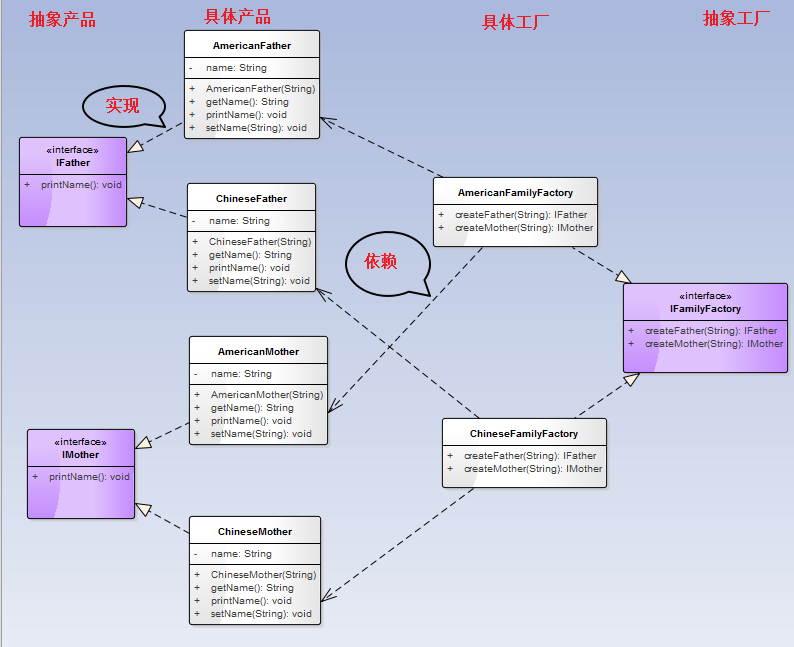 抽象产品
具体产品
具体工厂
抽象工厂
AmericanFather
- name: String
+ AmericanFather(String)
+ getName(): String
+ printName(): void
+ setName(String): void
实现
«interface»
IFather
+ printName(): void
ChineseFather
- name: String
+ ChineseFather(String)
+ getName(): String
+ printName(): void
+ setName(String): void
AmericanFamilyFactory
+ createFather(String): IFather
+ createMother(String): IMother
依赖
«interface»
IFamilyFactory
+ createFather(String): IFather
+ createMother(String): IMother
AmericanMother
- name: String
+ AmericanMother(String)
+ getName(): String
+ printName(): void
+ setName(String): void
«interface»
IMother
+ printName(): void
ChineseFamilyFactory
+ createFather(String): IFather
+ createMother(String): IMother
ChineseMother
- name: String
+ ChineseMother(String)
+ getName(): String
+ printName(): void
+ setName(String): void